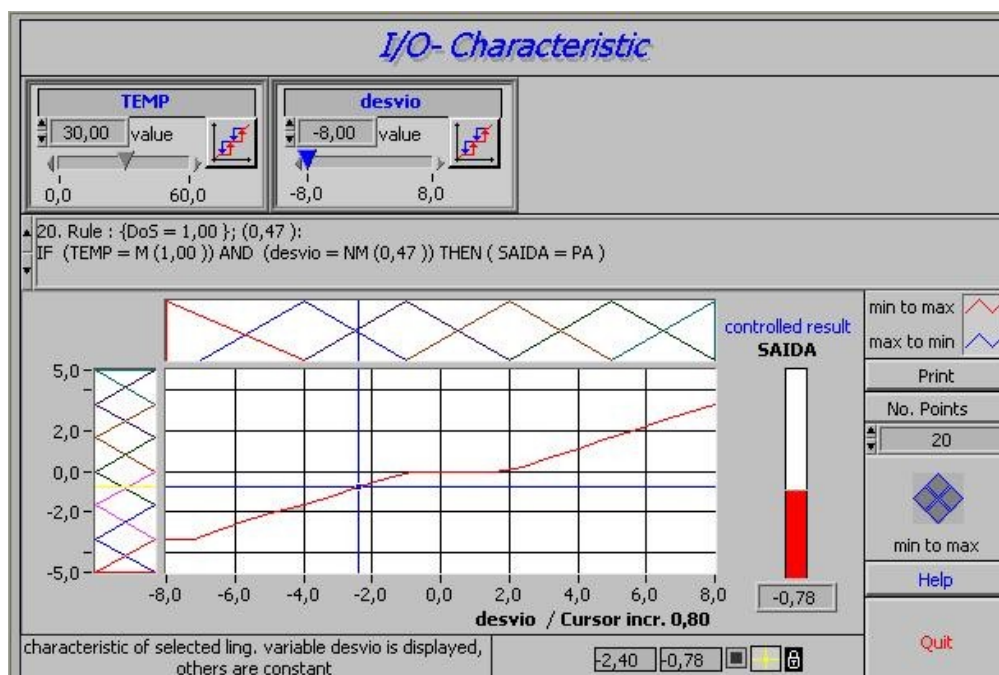 I/O- Characteristic
TEMP
30,00 value
0,0 60,0
desvio
-8,00 value
-8,0 8,0
20. Rule : {DoS = 1,00 }; (0,47 ):
IF (TEMP = M (1,00 )) AND (desvio = NM (0,47 )) THEN ( SAIDA = PA )
5,0
2,0
0,0
-2,0
-5,0
-8,0 -6,0 -4,0 -2,0 0,0 2,0 4,0 6,0 8,0
desvio / Cursor incr. 0,80
controlled result
SAIDA
-0,78
min to max
max to min
Print
No. Points
20
min to max
Help
Quit
characteristic of selected ling. variable desvio is displayed,
others are constant
-2,40 -0,78